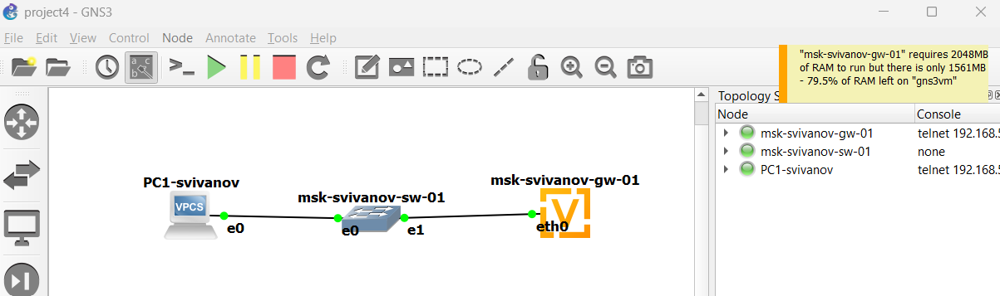 project4 - GNS3
File Edit View Control Node Annotate Tools Help
"msk-svivanov-gw-01" requires 2048MB
of RAM to run but there is only 1561MB
- 79.5% of RAM left on "gns3vm"
Topology S
Node Console
msk-svivanov-gw-01 telnet 192.168.5
msk-svivanov-sw-01 none
PC1-svivanov telnet 192.168.5
PC1-svivanov
VPCS
e0
msk-svivanov-sw-01
e0
e1
msk-svivanov-gw-01
eth0